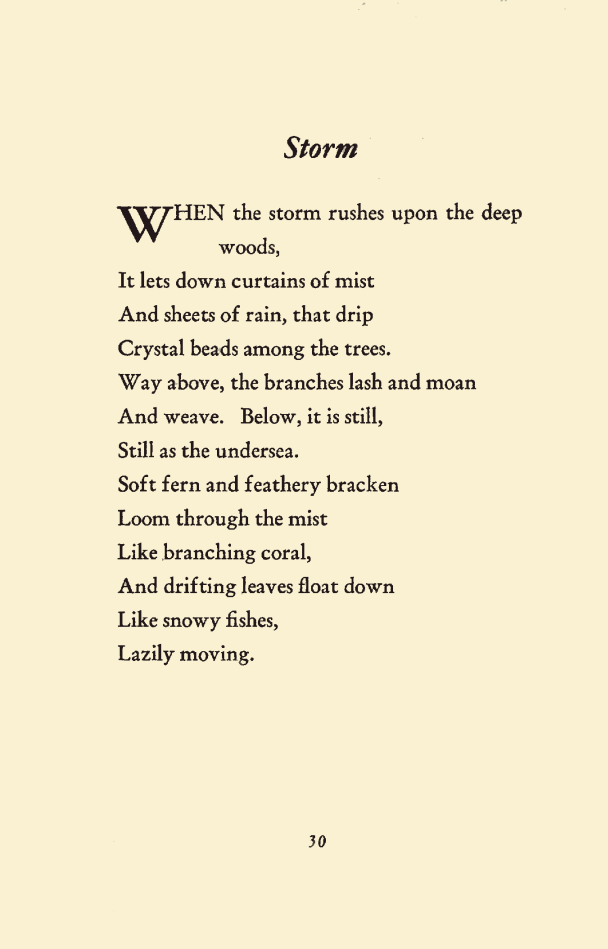 Storm
WHEN the storm rushes upon the deep
woods,
It lets down curtains of mist
And sheets of rain, that drip
Crystal beads among the trees.
Way above, the branches lash and moan
And weave. Below, it is still,
Still as the undersea.
Soft fern and feathery bracken
Loom through the mist
Like branching coral,
And drifting leaves float down
Like snowy fishes,
Lazily moving.
30